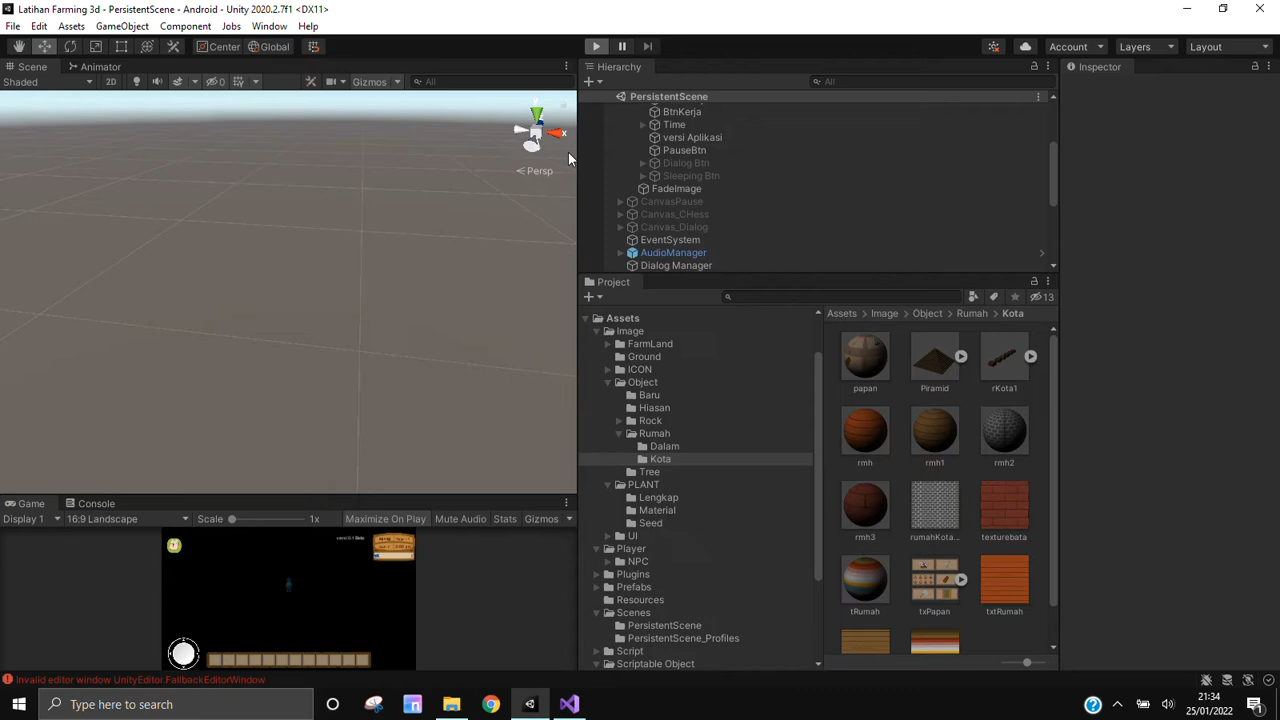 Latihan Farming 3d - PersistentScene - Android - Unity 2020.2.7f1 <DX11>
File Edit Assets GameObject Component Jobs Window Help
Center Global Account Layers Layout
Scene Animator
Shaded 2D 0 Gizmos All
Persp
x
Hierarchy
All
PersistentScene
BtnKerja
Time
versi Aplikasi
PauseBtn
Dialog Btn
Sleeping Btn
FadeImage
CanvasPause
Canvas_CHess
Canvas_Dialog
EventSystem
AudioManager
Dialog Manager
Inspector
Project
13
Assets
Image
FarmLand
Ground
ICON
Object
Baru
Hiasan
Rock
Rumah
Dalam
Kota
Tree
PLANT
Lengkap
Material
Seed
UI
Player
NPC
Plugins
Prefabs
Resources
Scenes
PersistentScene
PersistentScene_Profiles
Script
Scriptable Object
Assets Image Object Rumah Kota
papan Piramid rKota1
rmh rmh1 rmh2
rmh3 rumahKota... texturebata
tRumah txPapan txtRumah
Game Console
Display 1 16:9 Landscape Scale 1x Maximize On Play Mute Audio Stats Gizmos
Invalid editor window UnityEditor.FallbackEditorWindow
Type here to search
21:34
25/01/2022